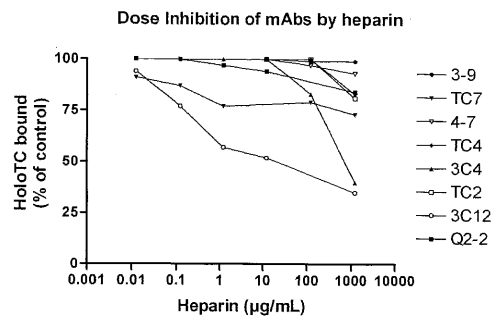 Dose Inhibition of mAbs by heparin
HoloTC bound
(% of control)
100
75
50
25
0
0.001
0.01
0.1
1
10
100
1000
10000
Heparin (µg/mL)
3-9
TC7
4-7
TC4
3C4
TC2
3C12
Q2-2